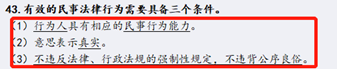 43. 有效的民事法律行为需要具备三个条件。
（1）行为人具有相应的民事行为能力。
（2）意思表示真实。
（3）不违反法律、行政法规的强制性规定，不违背公序良俗。